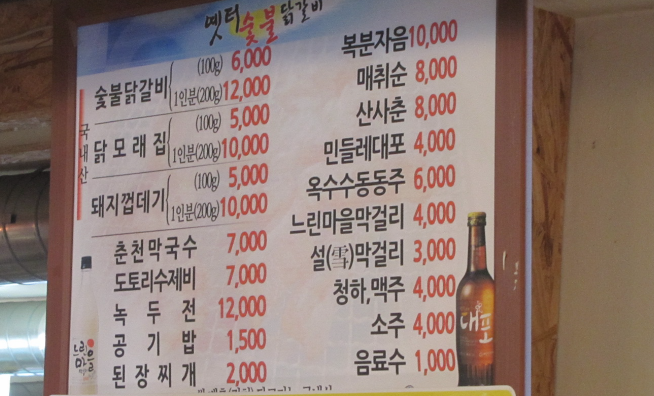 옛터숯불닭갈비
국내산
숯불닭갈비 (100g) 6,000
1인분(200g) 12,000
닭모래집 (100g) 5,000
1인분(200g) 10,000
돼지껍데기 (100g) 5,000
1인분(200g) 10,000
춘천막국수 7,000
도토리수제비 7,000
녹두전 12,000
공기밥 1,500
된장찌개 2,000
느린마을
복분자음 10,000
매취순 8,000
산사춘 8,000
민들레대포 4,000
옥수수동동주 6,000
느린마을막걸리 4,000
설(雪)막걸리 3,000
청하,맥주 4,000
소주 4,000
음료수 1,000
대포